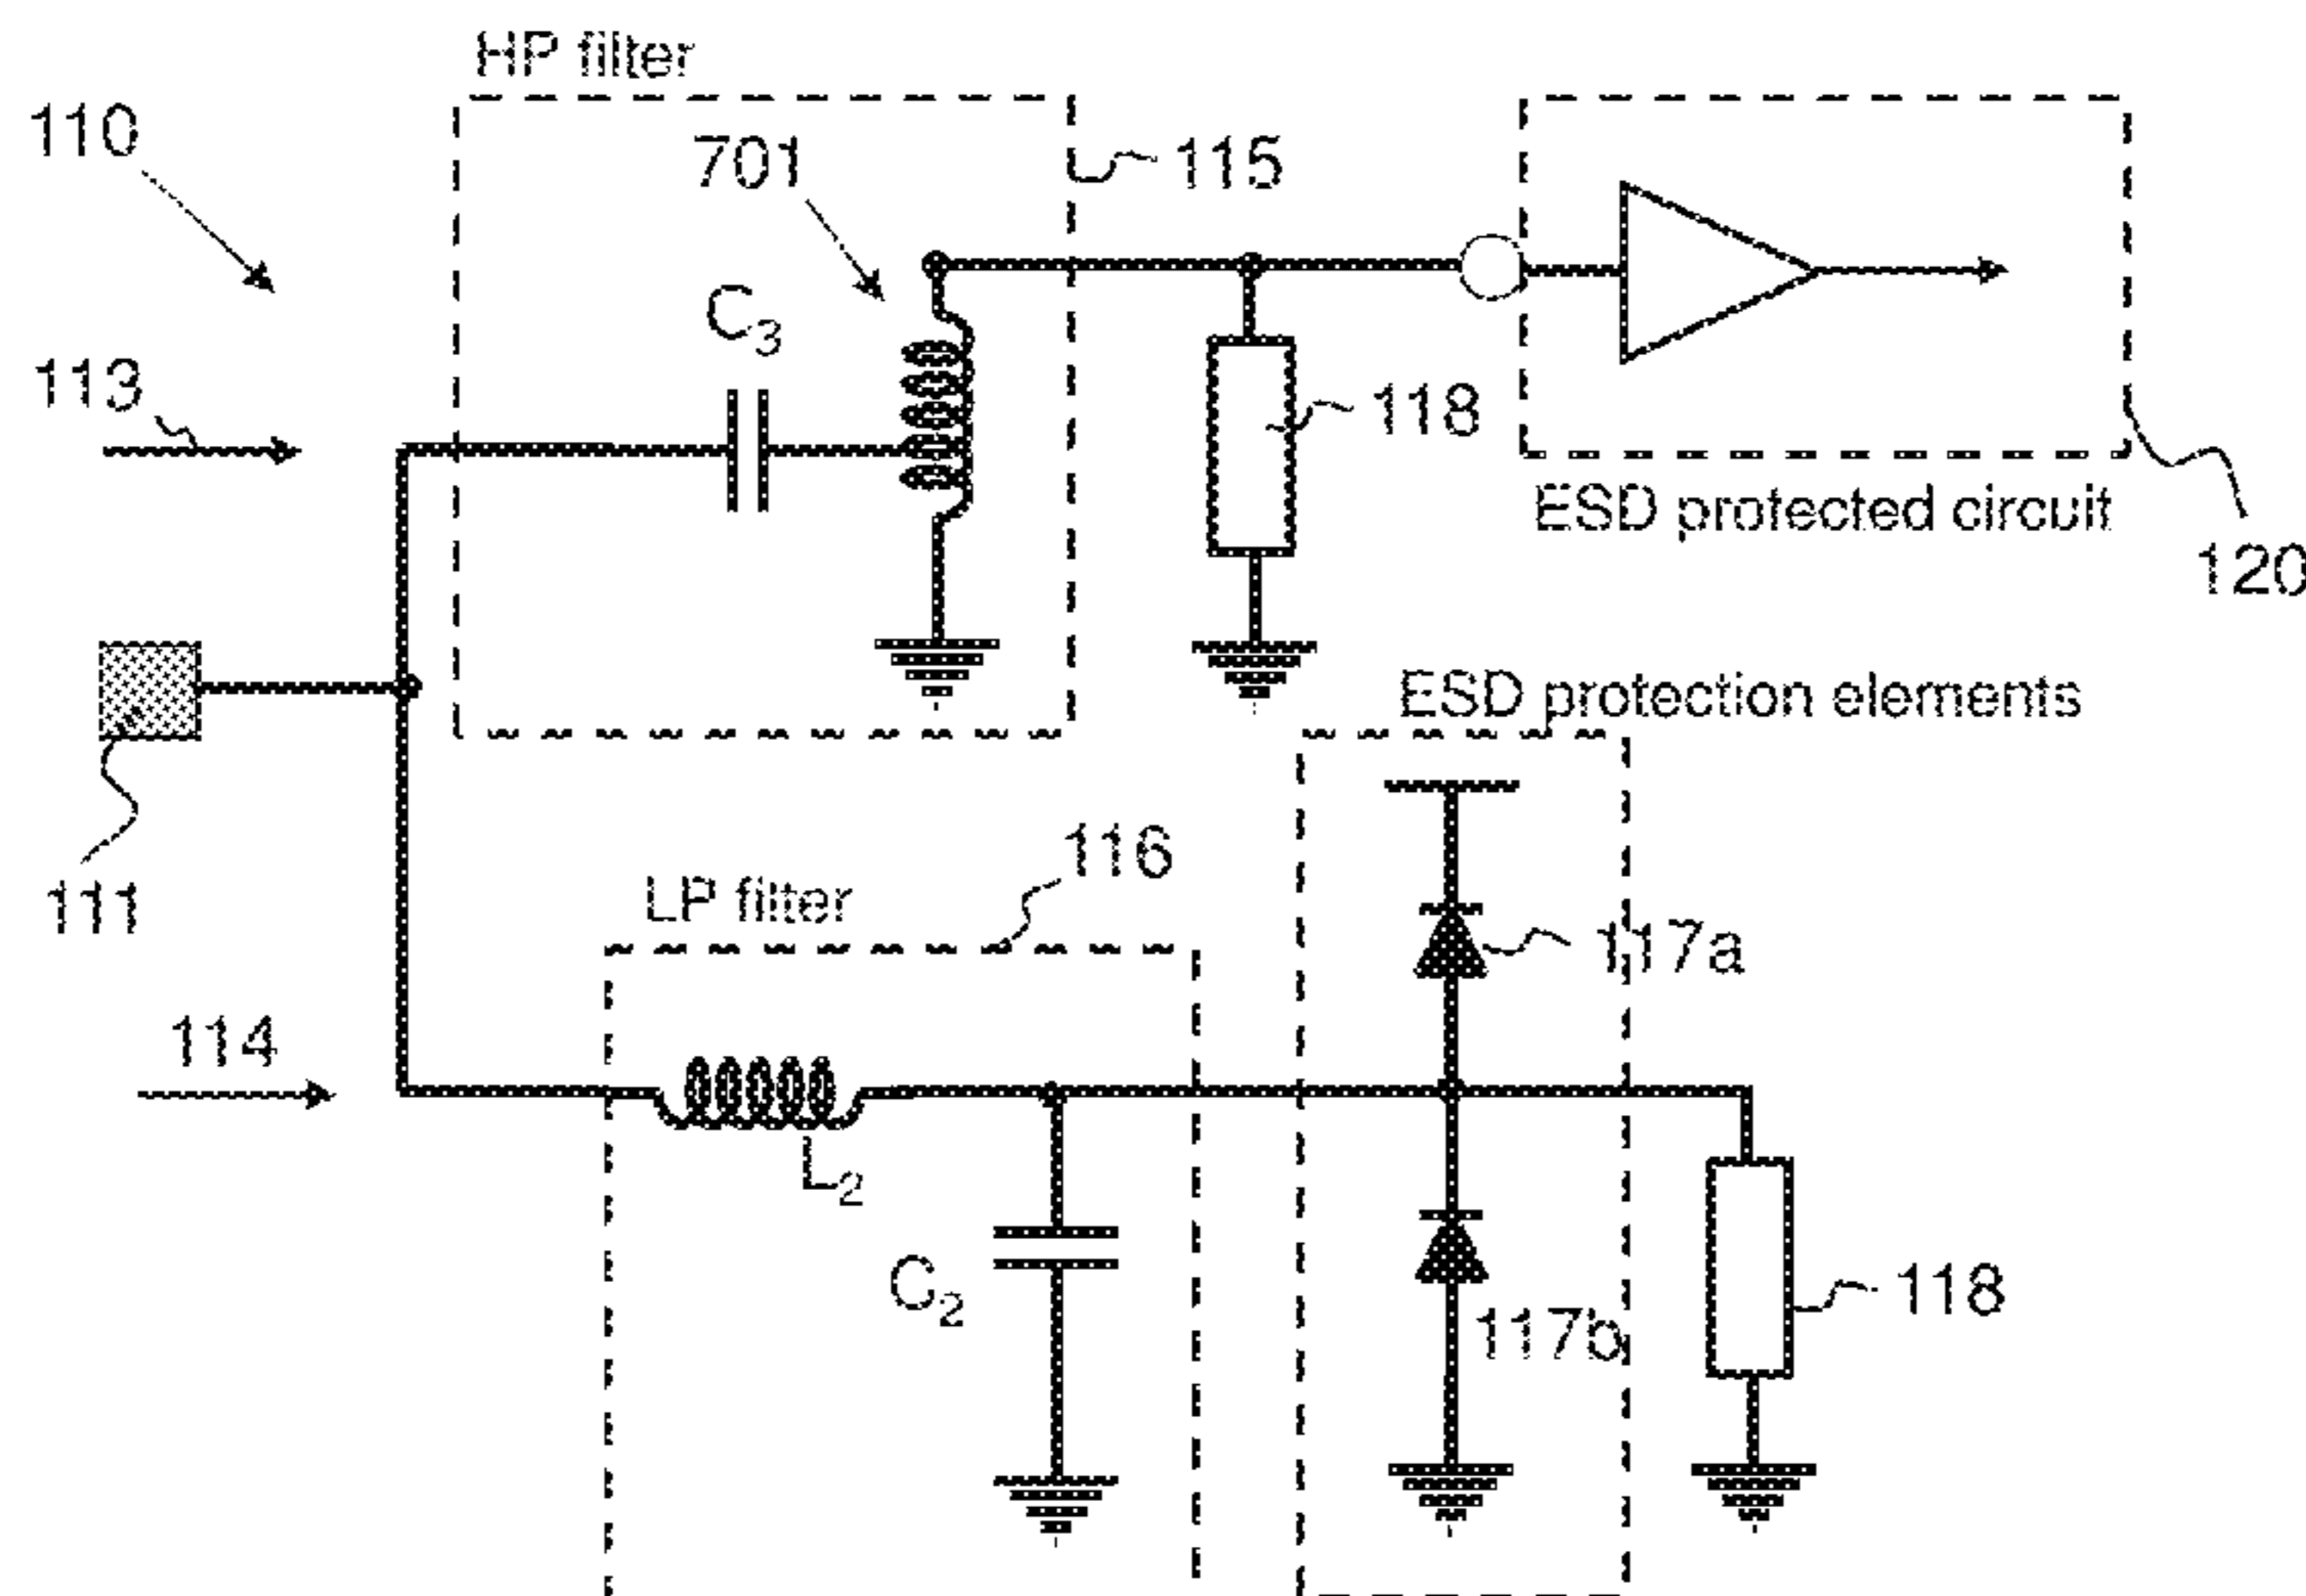 HP filter
110
701
115
C3
113
118
ESD protected circuit
120
ESD protection elements
111
116
LP filter
117a
114
L2
C2
117b
118